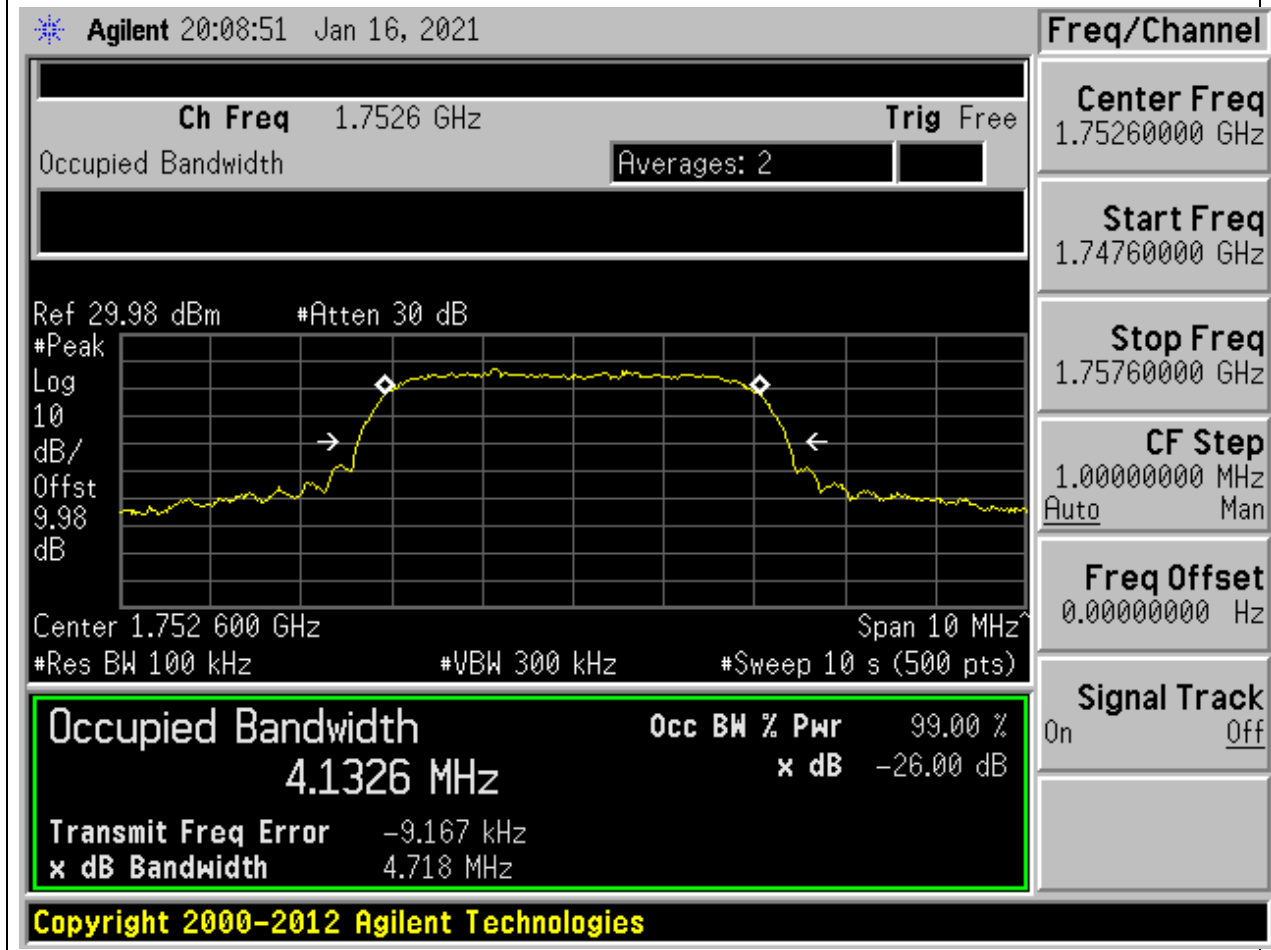 Agilent 20:08:51 Jan 16, 2021
Freq/Channel
Ch Freq 1.7526 GHz Trig Free
Occupied Bandwidth Averages: 2
Ref 29.98 dBm #Atten 30 dB
#Peak
Log
10
dB/
Offst
9.98
dB
Center 1.752 600 GHz Span 10 MHz^
#Res BW 100 kHz #VBW 300 kHz #Sweep 10 s (500 pts)
Occupied Bandwidth Occ BW % Pwr 99.00 %
4.1326 MHz x dB -26.00 dB
Transmit Freq Error -9.167 kHz
x dB Bandwidth 4.718 MHz
Center Freq
1.75260000 GHz
Start Freq
1.74760000 GHz
Stop Freq
1.75760000 GHz
CF Step
1.00000000 MHz
Auto Man
Freq Offset
0.00000000 Hz
Signal Track
On Off
Copyright 2000-2012 Agilent Technologies